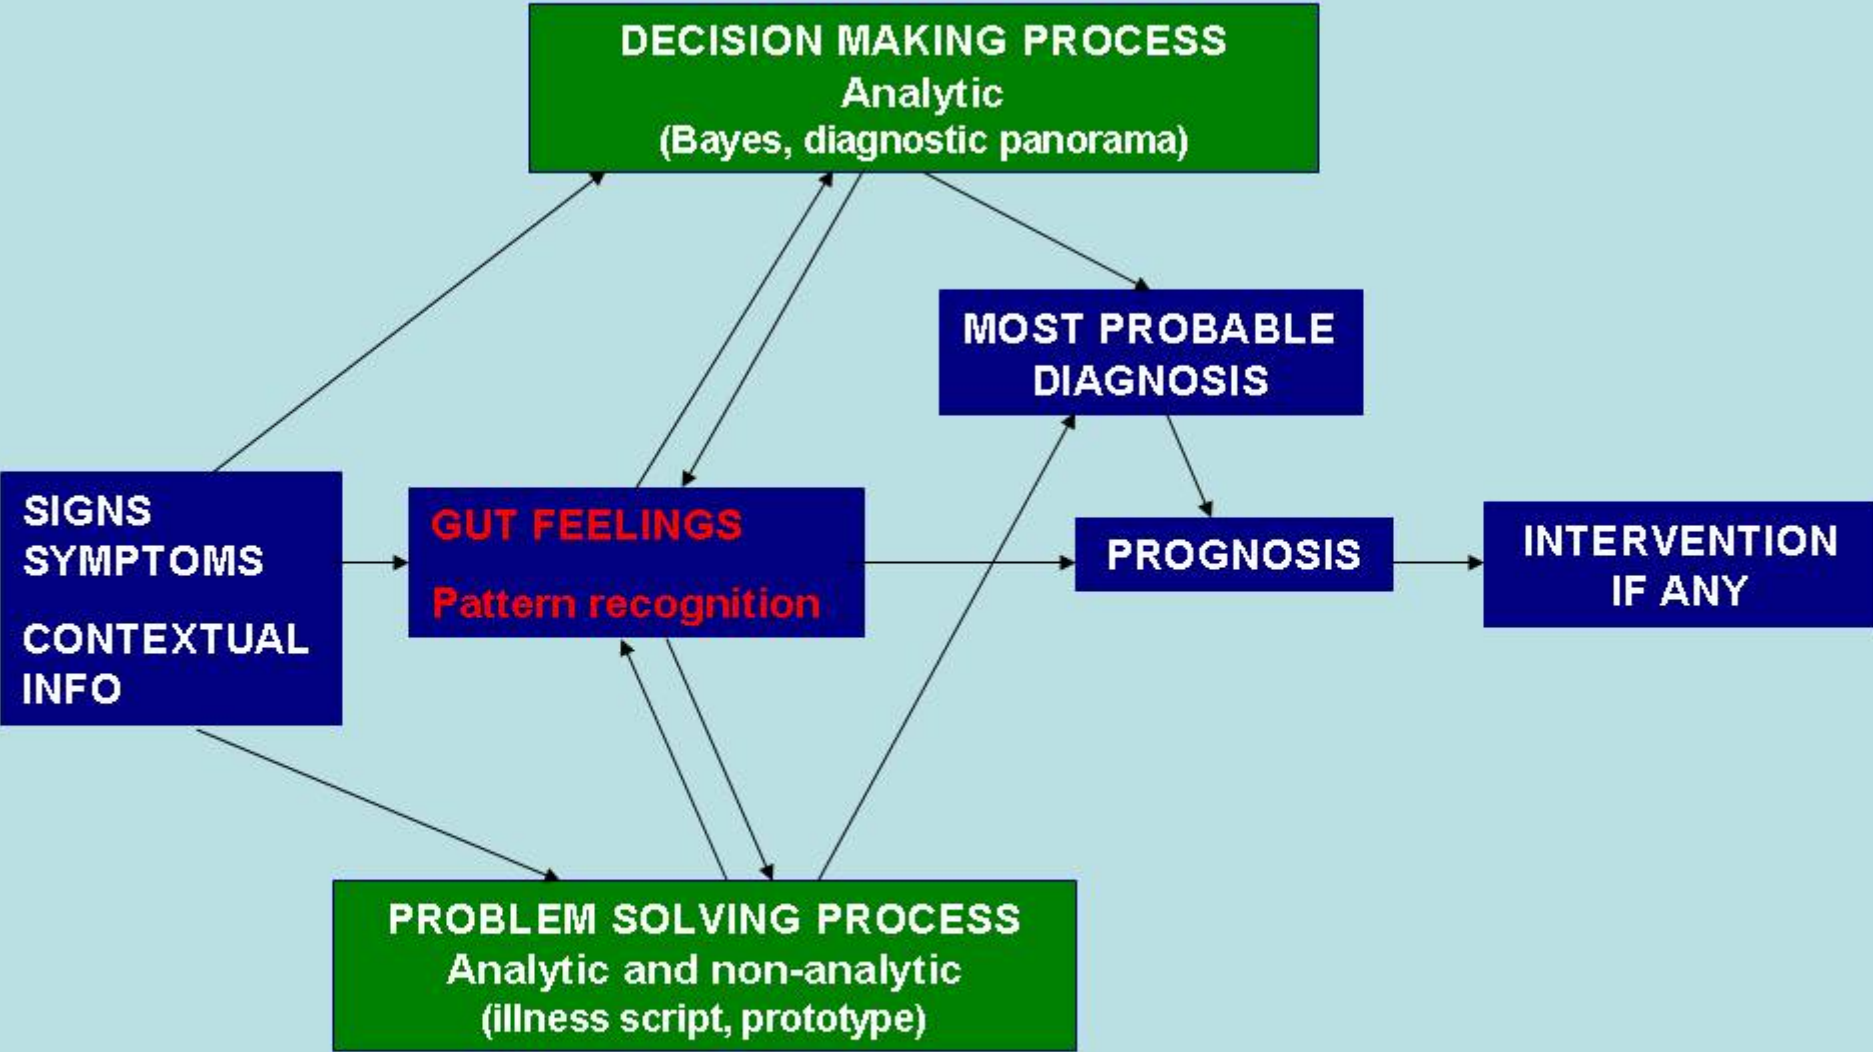 DECISION MAKING PROCESS
Analytic
(Bayes, diagnostic panorama)
MOST PROBABLE
DIAGNOSIS
SIGNS
SYMPTOMS
CONTEXTUAL
INFO
GUT FEELINGS
Pattern recognition
PROGNOSIS
INTERVENTION
IF ANY
PROBLEM SOLVING PROCESS
Analytic and non-analytic
(illness script, prototype)